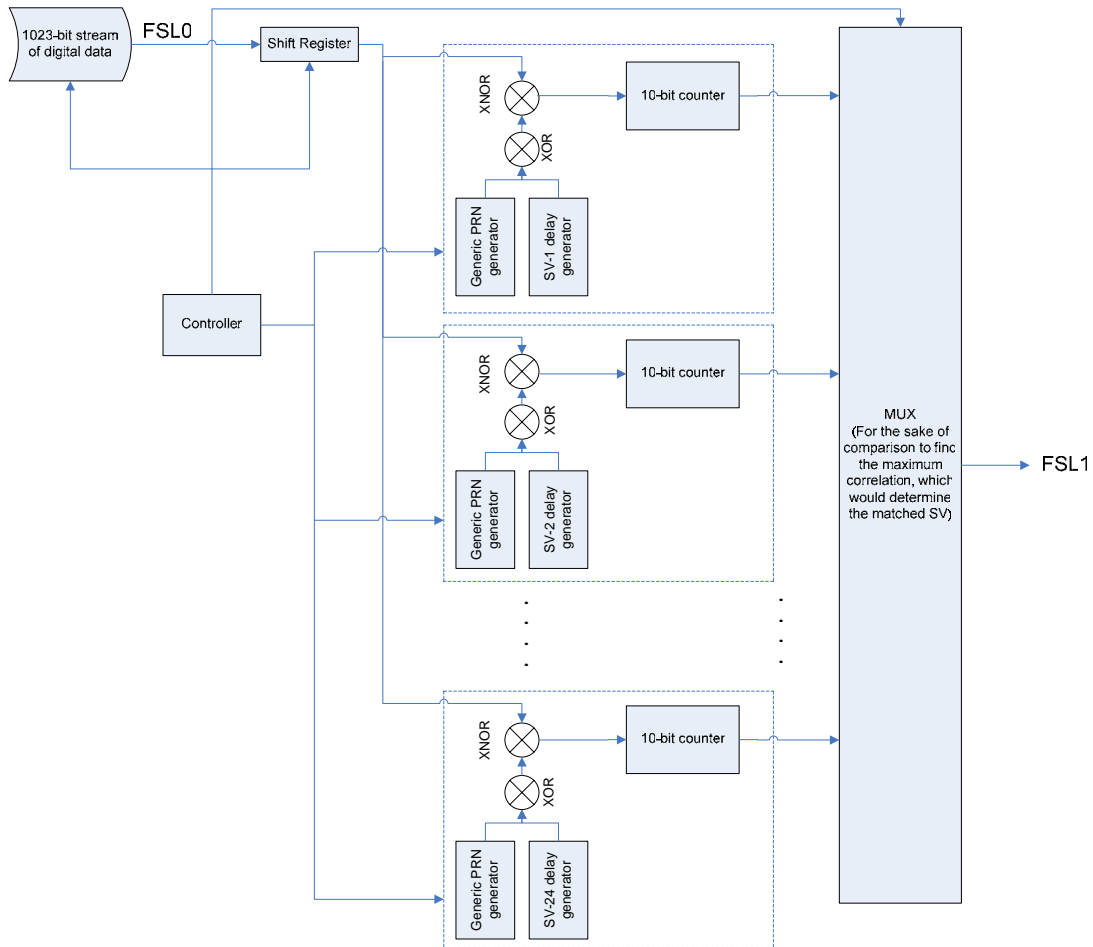 1023-bit stream
of digital data
FSL0
Shift Register
XNOR
10-bit counter
XOR
Generic PRN
generator
SV-1 delay
generator
Controller
XNOR
10-bit counter
XOR
Generic PRN
generator
SV-2 delay
generator
MUX
(For the sake of
comparison to find
the maximum
correlation, which
would determine
the matched SV)
FSL1
XNOR
10-bit counter
XOR
Generic PRN
generator
SV-24 delay
generator